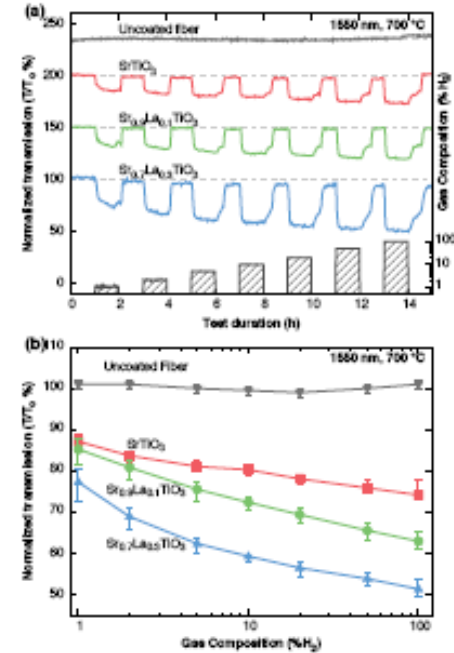 (a)
1550 nm, 700 °C
Uncoated fiber
SrTiO₃
Sr₀.₉La₀.₁TiO₃
Sr₀.₇La₀.₃TiO₃
Normalized transmission (T/T₀, %)
250
200
150
100
50
0
Gas Composition (%H₂)
100
10
1
0 2 4 6 8 10 12 14
Test duration (h)
(b)
1550 nm, 700 °C
Uncoated Fiber
SrTiO₃
Sr₀.₉La₀.₁TiO₃
Sr₀.₇La₀.₃TiO₃
Normalized transmission (T/T₀, %)
110
100
90
80
70
60
50
1 10 100
Gas Composition (%H₂)